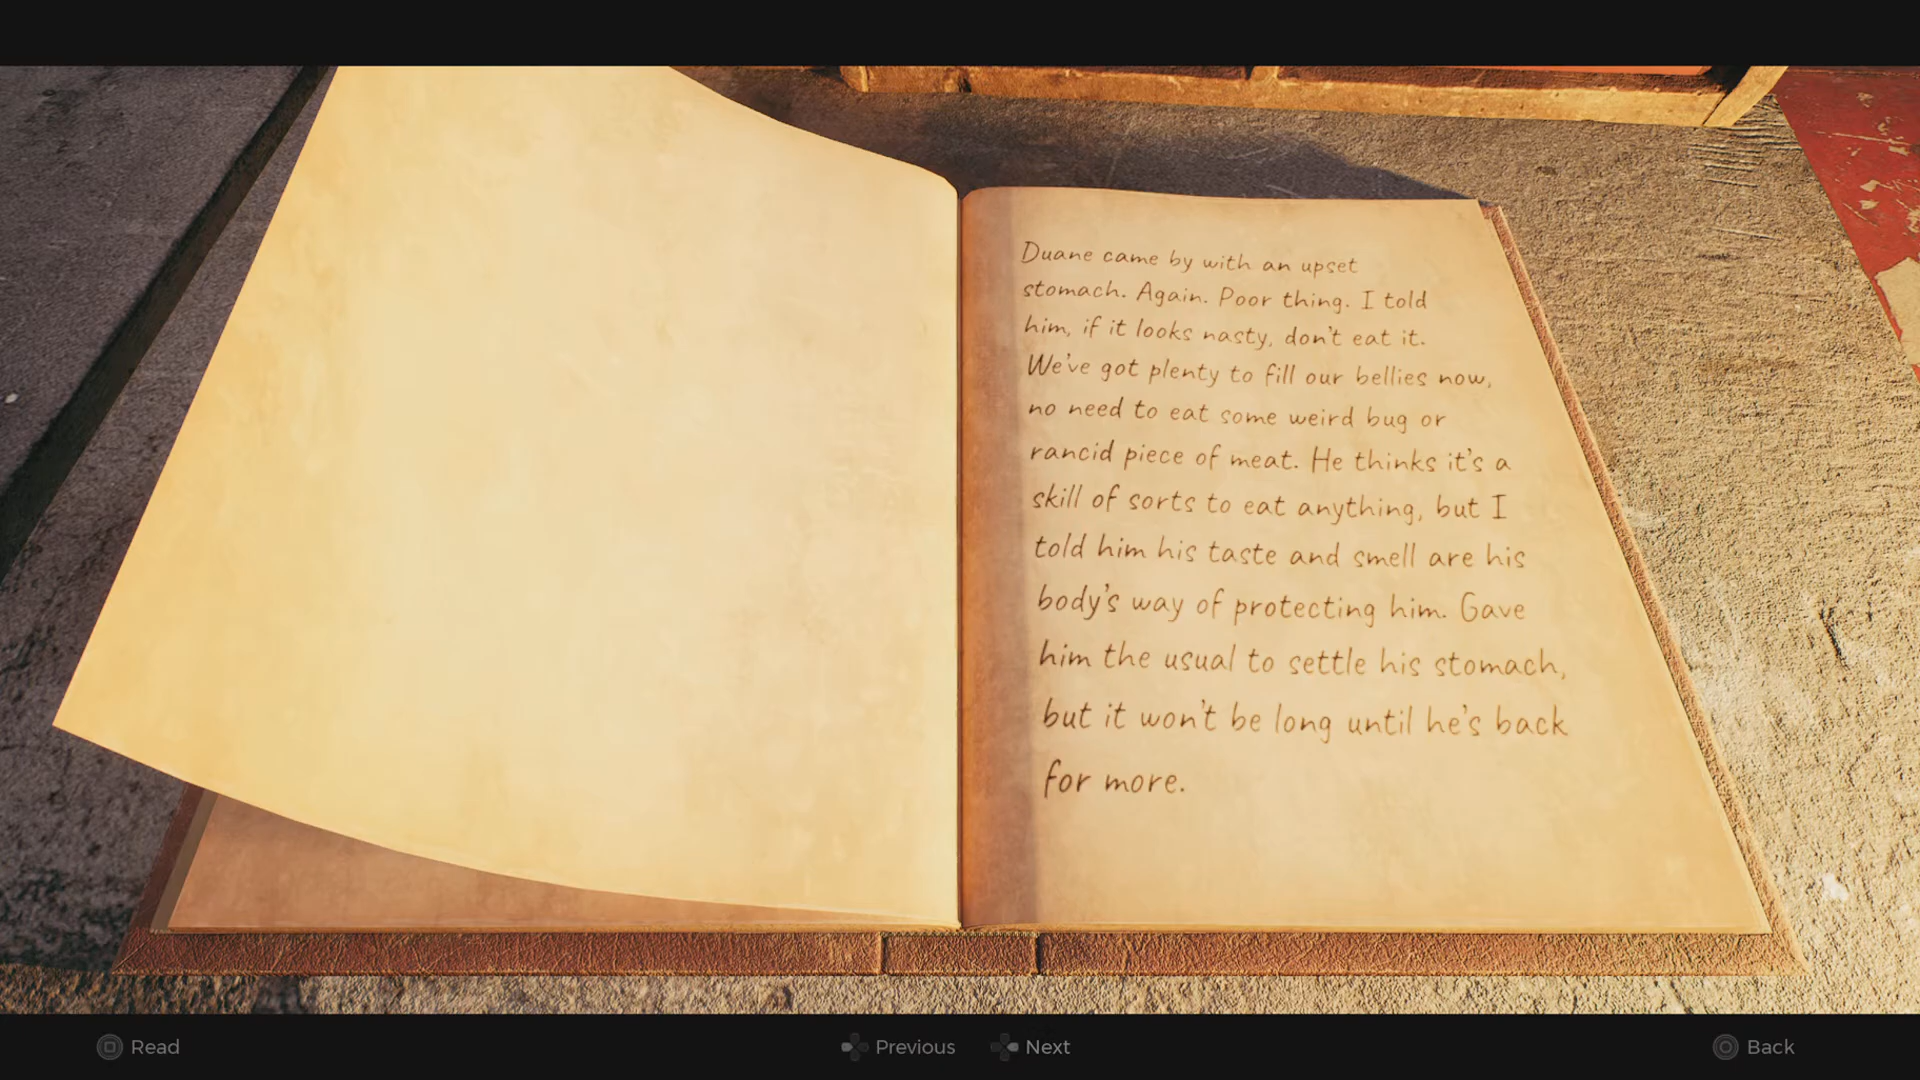 Duane came by with an upset
stomach. Again. Poor thing. I told
him, if it looks nasty, don't eat it.
We've got plenty to fill our bellies now,
no need to eat some weird bug or
rancid piece of meat. He thinks it's a
skill of sorts to eat anything, but I
told him his taste and smell are his
body's way of protecting him. Gave
him the usual to settle his stomach,
but it won't be long until he's back
for more.
Read
Previous
Next
Back